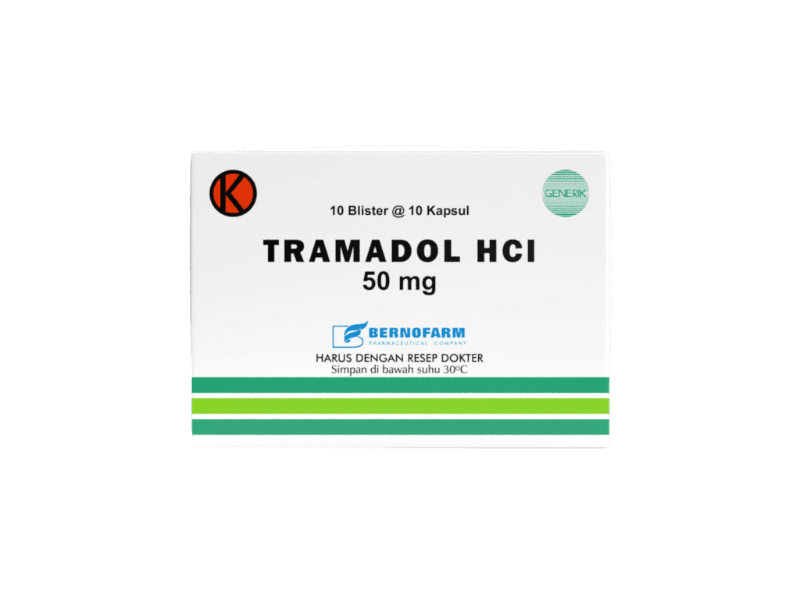 K
GENERIK
10 Blister @ 10 Kapsul
TRAMADOL HCl
50 mg
BERNOFARM
PHARMACEUTICAL COMPANY
HARUS DENGAN RESEP DOKTER
Simpan di bawah suhu 30°C